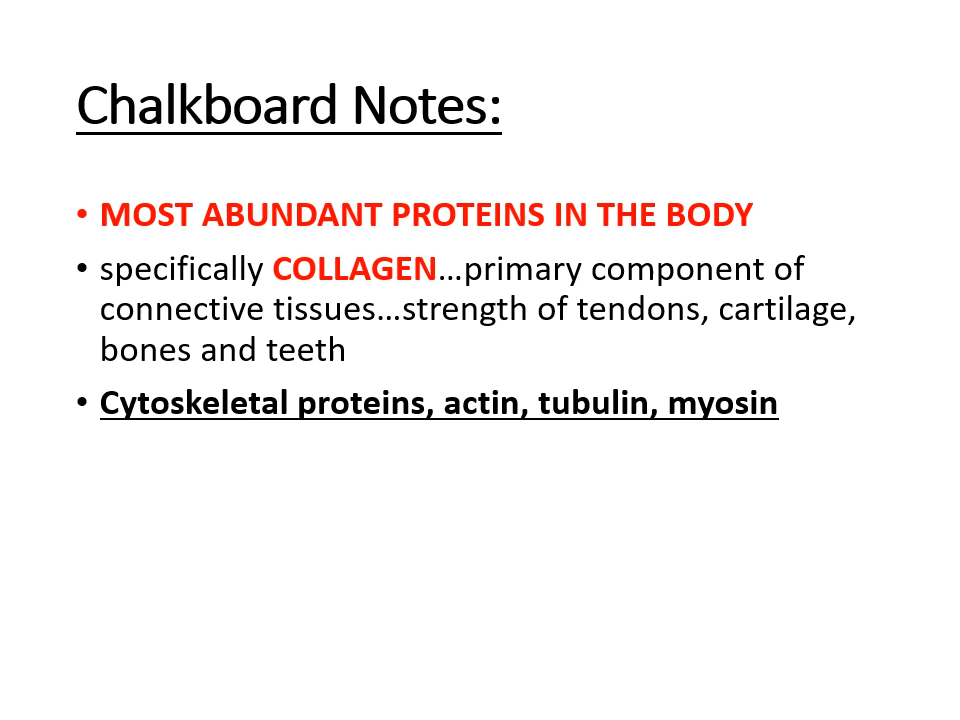 Chalkboard Notes:
• MOST ABUNDANT PROTEINS IN THE BODY
• specifically COLLAGEN…primary component of
connective tissues…strength of tendons, cartilage,
bones and teeth
• Cytoskeletal proteins, actin, tubulin, myosin